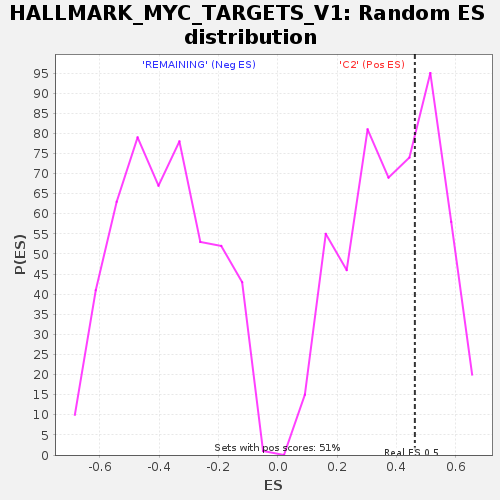 HALLMARK_MYC_TARGETS_V1: Random ES
distribution
'REMAINING' (Neg ES)
'C2' (Pos ES)
95
90
85
80
75
70
65
60
55
50
45
40
35
30
25
20
15
10
5
0
P(ES)
Sets with pos scores: 51%
Real ES 0.5
-0.6 -0.4 -0.2 0.0 0.2 0.4 0.6
ES